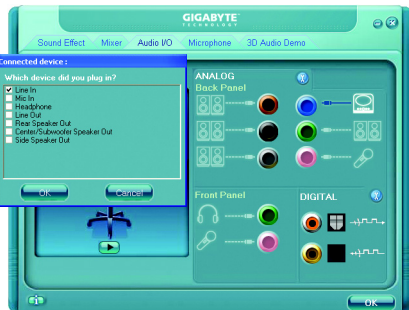 GIGABYTE
TECHNOLOGY
Sound Effect
Mixer
Audio I/O
Microphone
3D Audio Demo
Connected device :
Which device did you plug in?
Line In
Mic In
Headphone
Line Out
Rear Speaker Out
Center/Subwoofer Speaker Out
Side Speaker Out
OK
Cancel
ANALOG
Back Panel
Front Panel
DIGITAL
OK